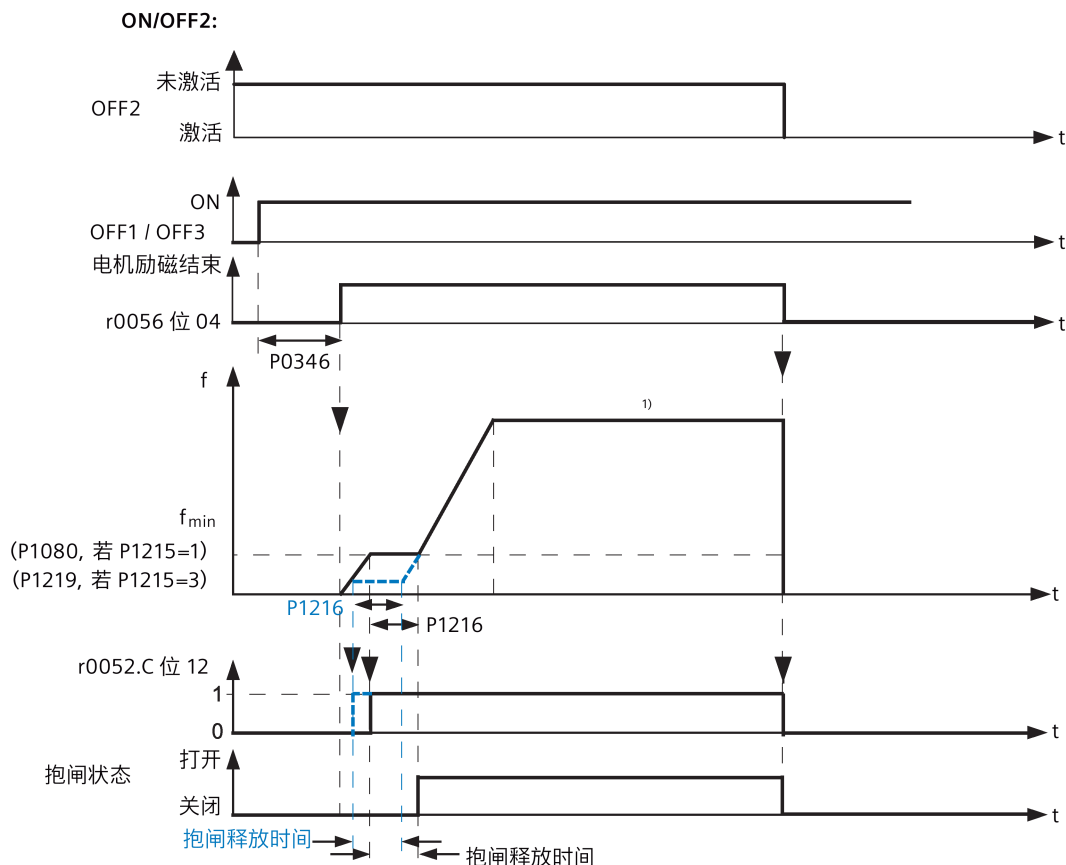 ON/OFF2:
未激活
OFF2
激活
t
ON
OFF1 / OFF3
t
电机励磁结束
r0056 位 04
t
P0346
f
1)
fmin
(P1080, 若 P1215=1)
(P1219, 若 P1215=3)
t
P1216
P1216
r0052.C 位 12
1
0
t
打开
抱闸状态
关闭
t
抱闸释放时间
抱闸释放时间